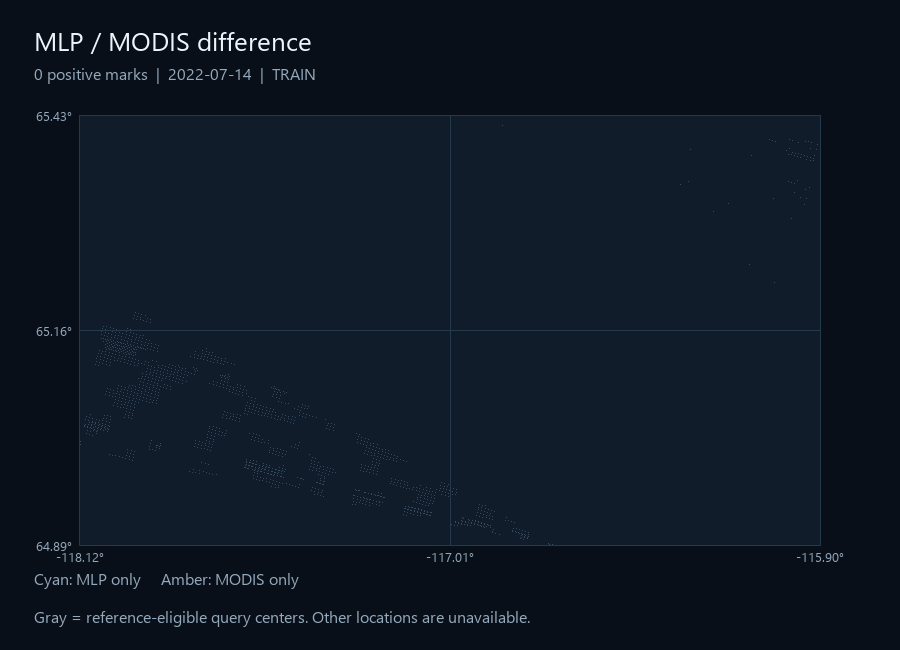 MLP / MODIS difference
0 positive marks | 2022-07-14 | TRAIN
65.43°
65.16°
64.89°
-118.12° -117.01° -115.90°
Cyan: MLP only Amber: MODIS only
Gray = reference-eligible query centers. Other locations are unavailable.